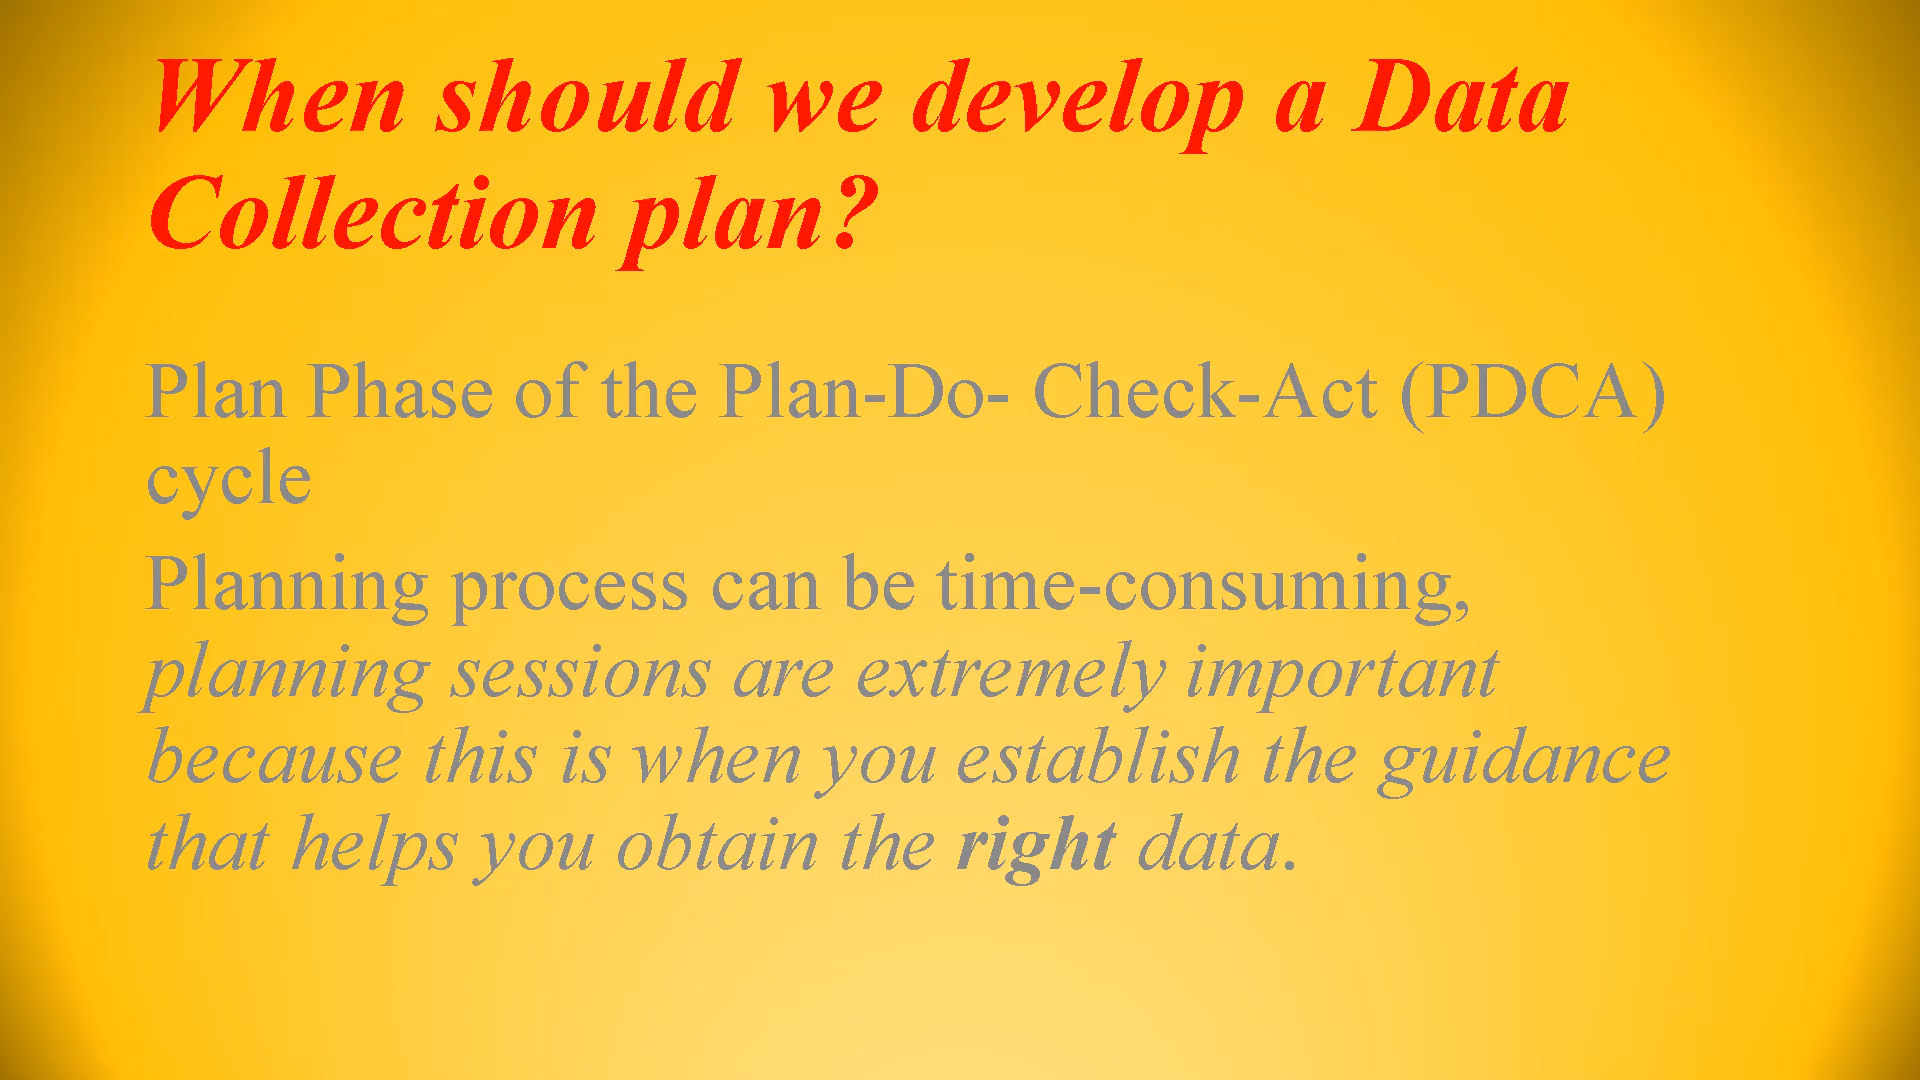 When should we develop a Data
Collection plan?
Plan Phase of the Plan-Do- Check-Act (PDCA)
cycle
Planning process can be time-consuming,
planning sessions are extremely important
because this is when you establish the guidance
that helps you obtain the right data.